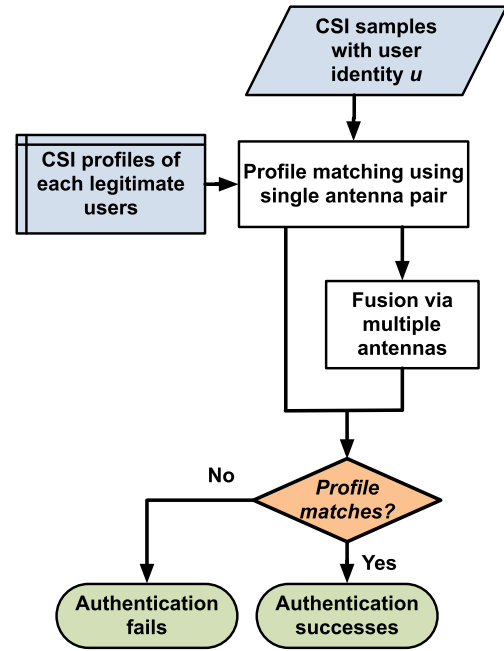 CSI samples
with user
identity u
CSI profiles of
each legitimate
users
Profile matching using
single antenna pair
Fusion via
multiple
antennas
No
Profile
matches?
Yes
Authentication
fails
Authentication
successes